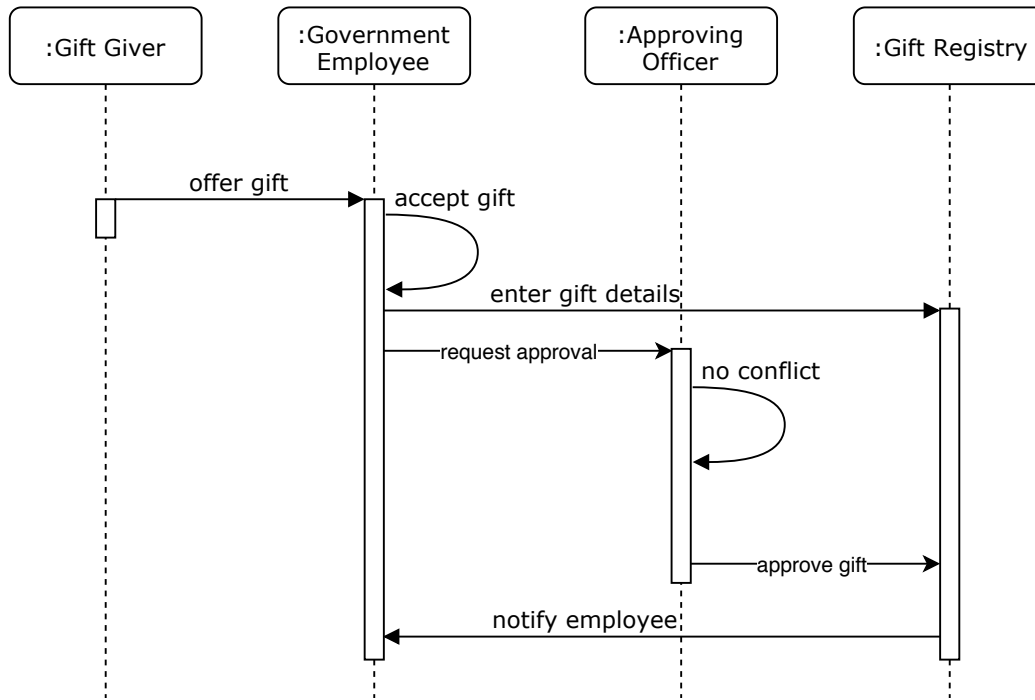 :Gift Giver
:Government
Employee
:Approving
Officer
:Gift Registry
offer gift
accept gift
enter gift details
request approval
no conflict
approve gift
notify employee